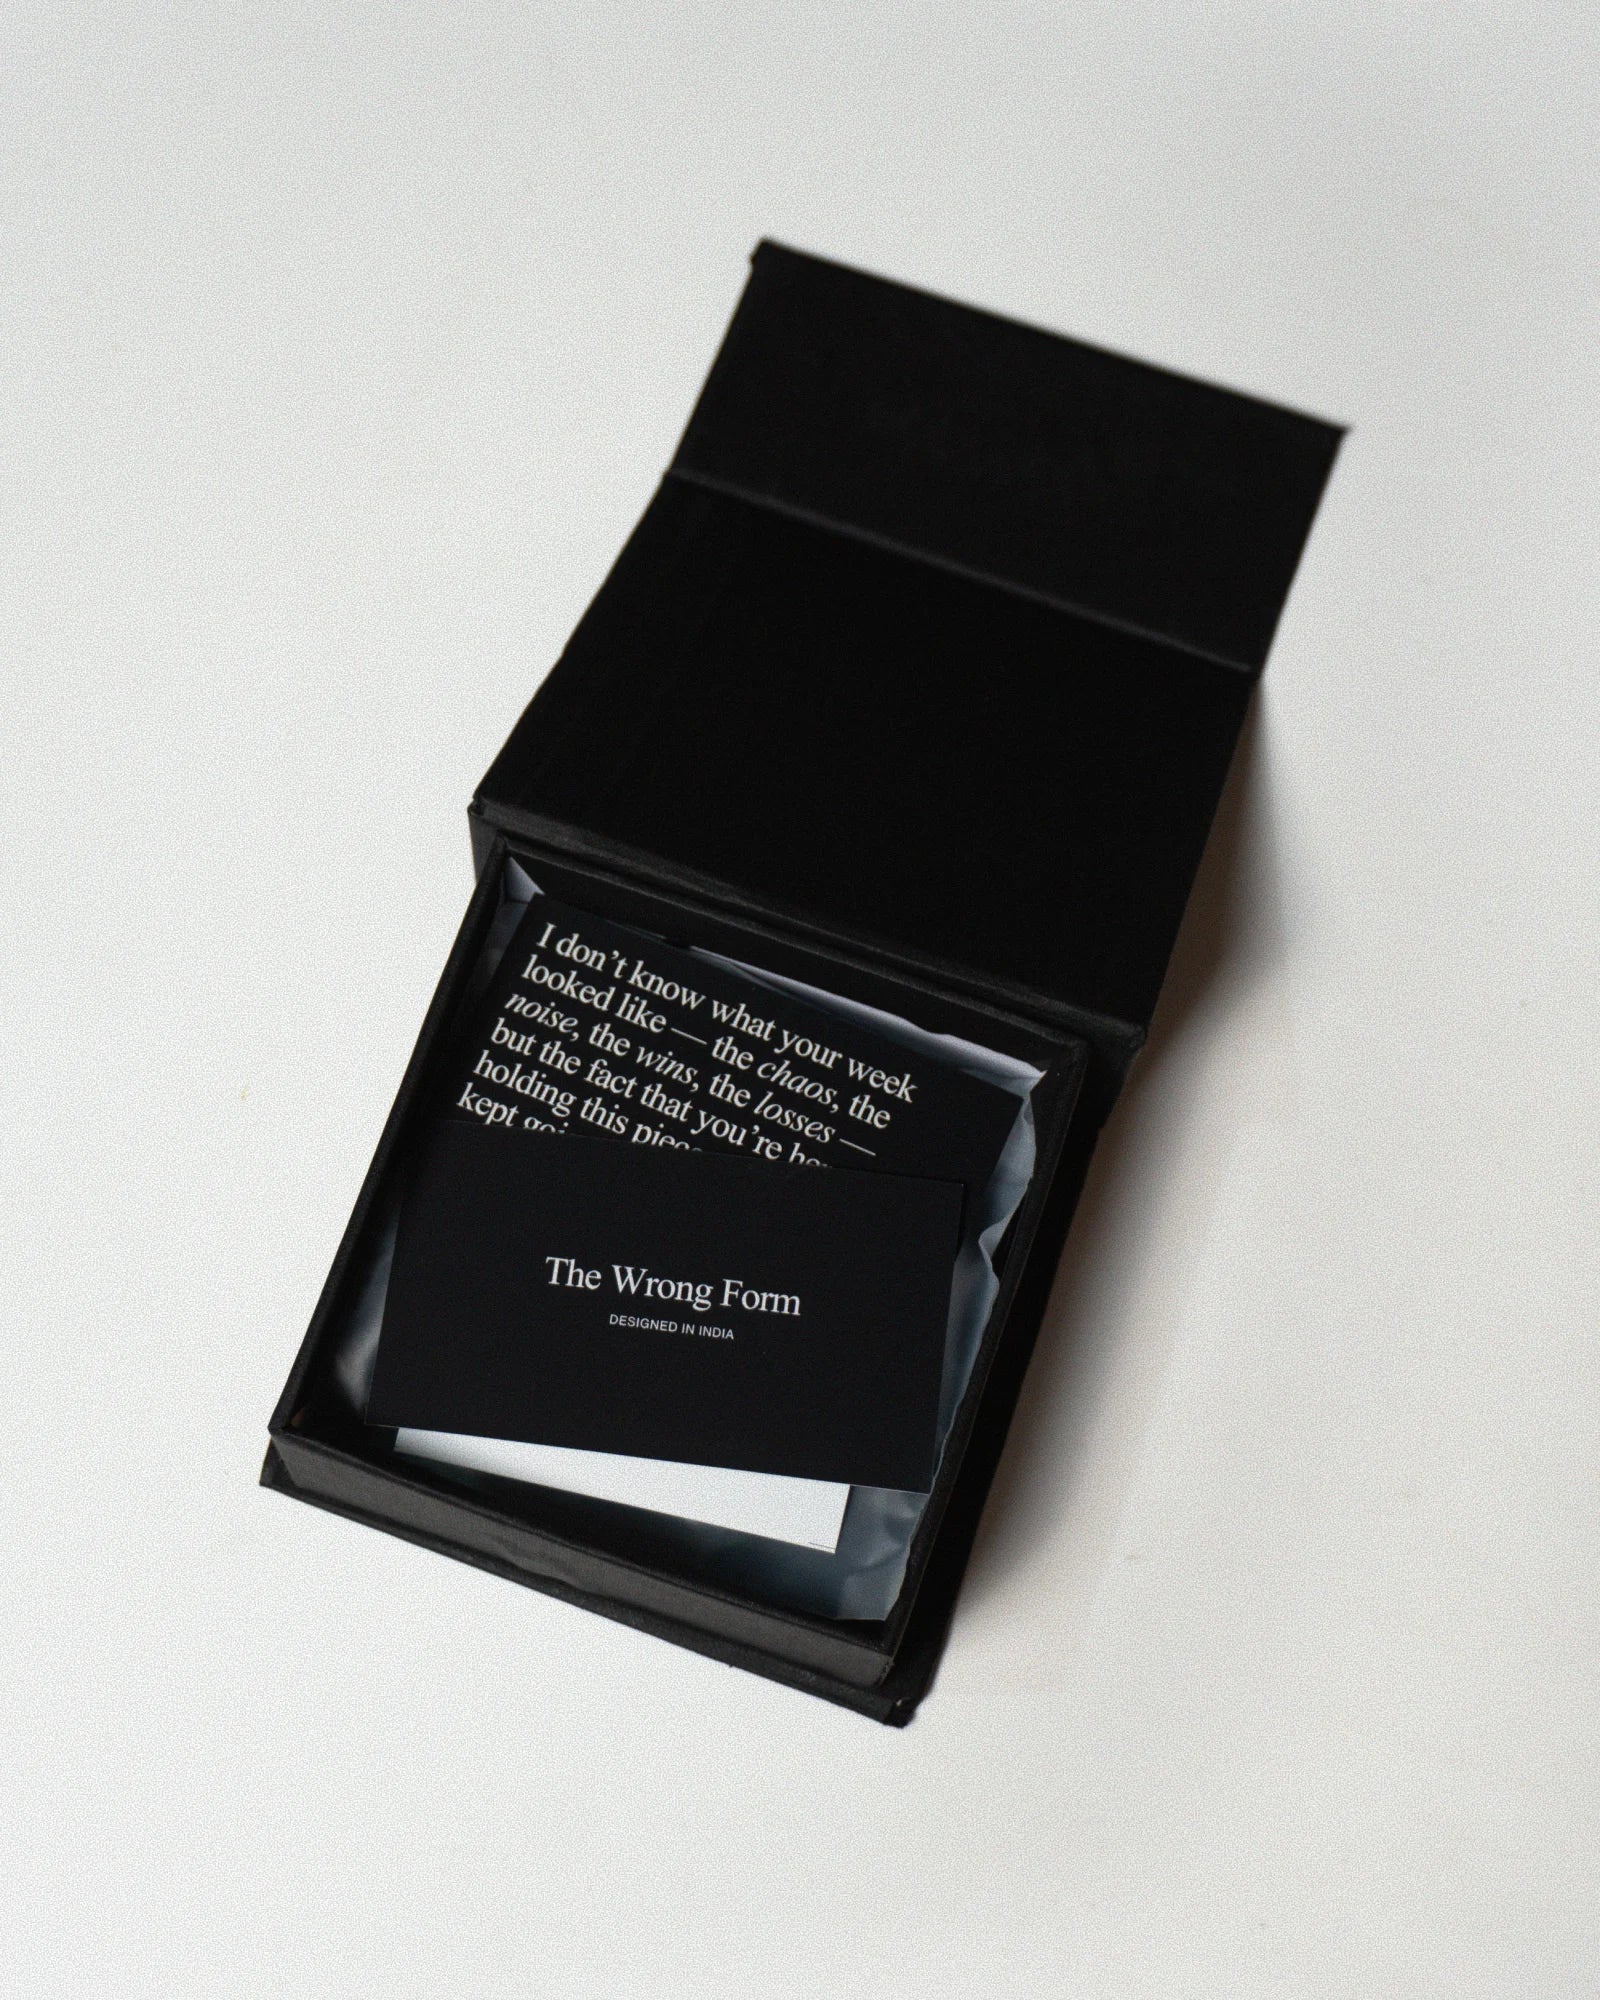 I don't know what your week
looked like — the chaos, the
noise, the wins, the losses —
but the fact that you're
holding this
kept
The Wrong Form
DESIGNED IN INDIA